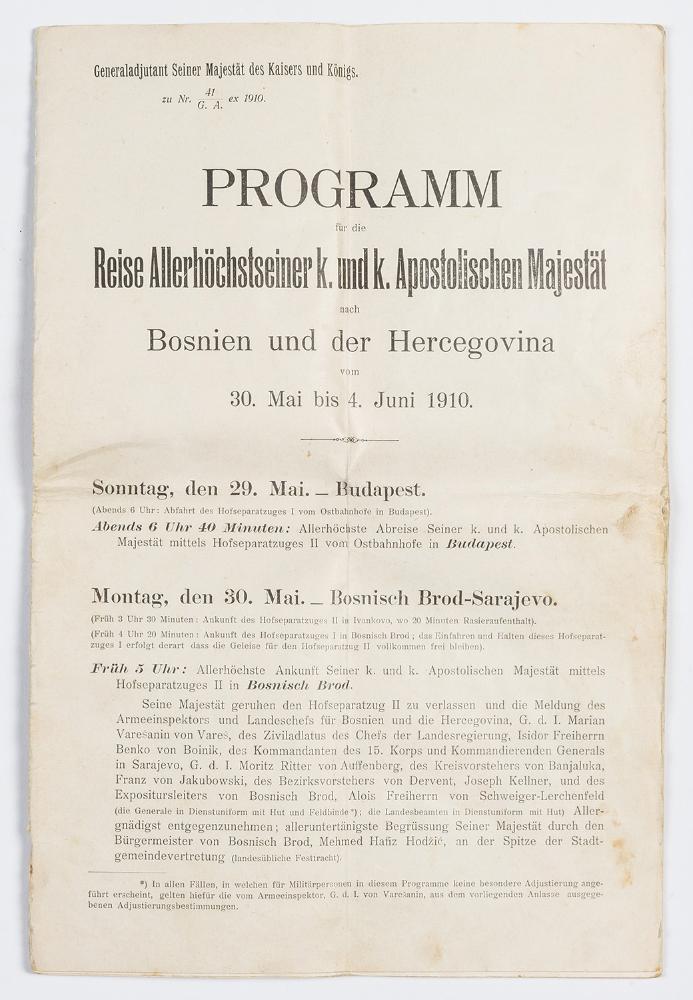 Generaladjutant Seiner Majestät des Kaisers und Königs.
zu Nr. 41/G. A. ex 1910.
PROGRAMM
für die
Reise Allerhöchstseiner k. und k. Apostolischen Majestät
nach
Bosnien und der Hercegovina
vom
30. Mai bis 4. Juni 1910.
Sonntag, den 29. Mai. — Budapest.
(Abends 6 Uhr: Abfahrt des Hofseparatzuges I vom Ostbahnhofe in Budapest).
Abends 6 Uhr 40 Minuten: Allerhöchste Abreise Seiner k. und k. Apostolischen
Majestät mittels Hofseparatzuges II vom Ostbahnhofe in Budapest.
Montag, den 30. Mai. — Bosnisch Brod-Sarajevo.
(Früh 3 Uhr 30 Minuten: Ankunft des Hofseparatzuges II in Ivankovo, wo 20 Minuten Rasieraufenthalt).
(Früh 4 Uhr 20 Minuten: Ankunft des Hofseparatzuges I in Bosnisch Brod; das Einfahren und Halten dieses Hofseparat-
zuges I erfolgt derart dass die Geleise für den Hofseparatzug II vollkommen frei bleiben).
Früh 5 Uhr: Allerhöchste Ankunft Seiner k. und k. Apostolischen Majestät mittels
Hofseparatzuges II in Bosnisch Brod.
Seine Majestät geruhen den Hofseparatzug II zu verlassen und die Meldung des
Armeeinspektors und Landeschefs für Bosnien und die Hercegovina, G. d. I. Marian
Varešanin von Vareš, des Ziviladlatus des Chefs der Landesregierung, Isidor Freiherrn
Benko von Boinik, des Kommandanten des 15. Korps und Kommandierenden Generals
in Sarajevo, G. d. I. Moritz Ritter von Auffenberg, des Kreisvorstehers von Banjaluka,
Franz von Jakubowski, des Bezirksvorstehers von Dervent, Joseph Kellner, und des
Expositursleiters von Bosnisch Brod, Alois Freiherrn von Schweiger-Lerchenfeld
(die Generale in Dienstuniform mit Hut und Feldbinde*); die Landesbeamten in Dienstuniform mit Hut) Aller-
gnädigst entgegenzunehmen; alleruntertänigste Begrüssung Seiner Majestät durch den
Bürgermeister von Bosnisch Brod, Mehmed Hafiz Hodžić, an der Spitze der Stadt-
gemeindevertretung (landesübliche Festtracht).
*) In allen Fällen, in welchen für Militärpersonen in diesem Programme keine besondere Adjustierung ange-
führt erscheint, gelten hiefür die vom Armeeinspektor, G. d. I. von Varešanin, aus dem vorliegenden Anlasse ausgege-
benen Adjustierungsbestimmungen.